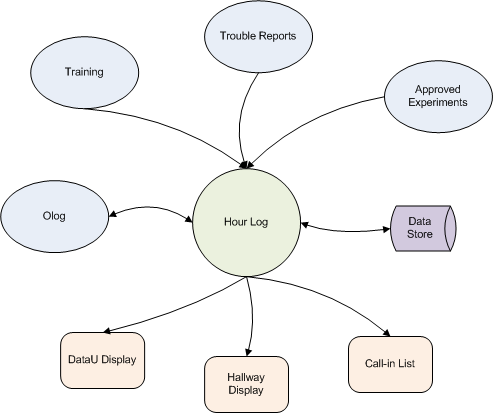 Trouble Reports
Training
Approved
Experiments
Olog
Hour Log
Data
Store
DataU Display
Hallway
Display
Call-in List